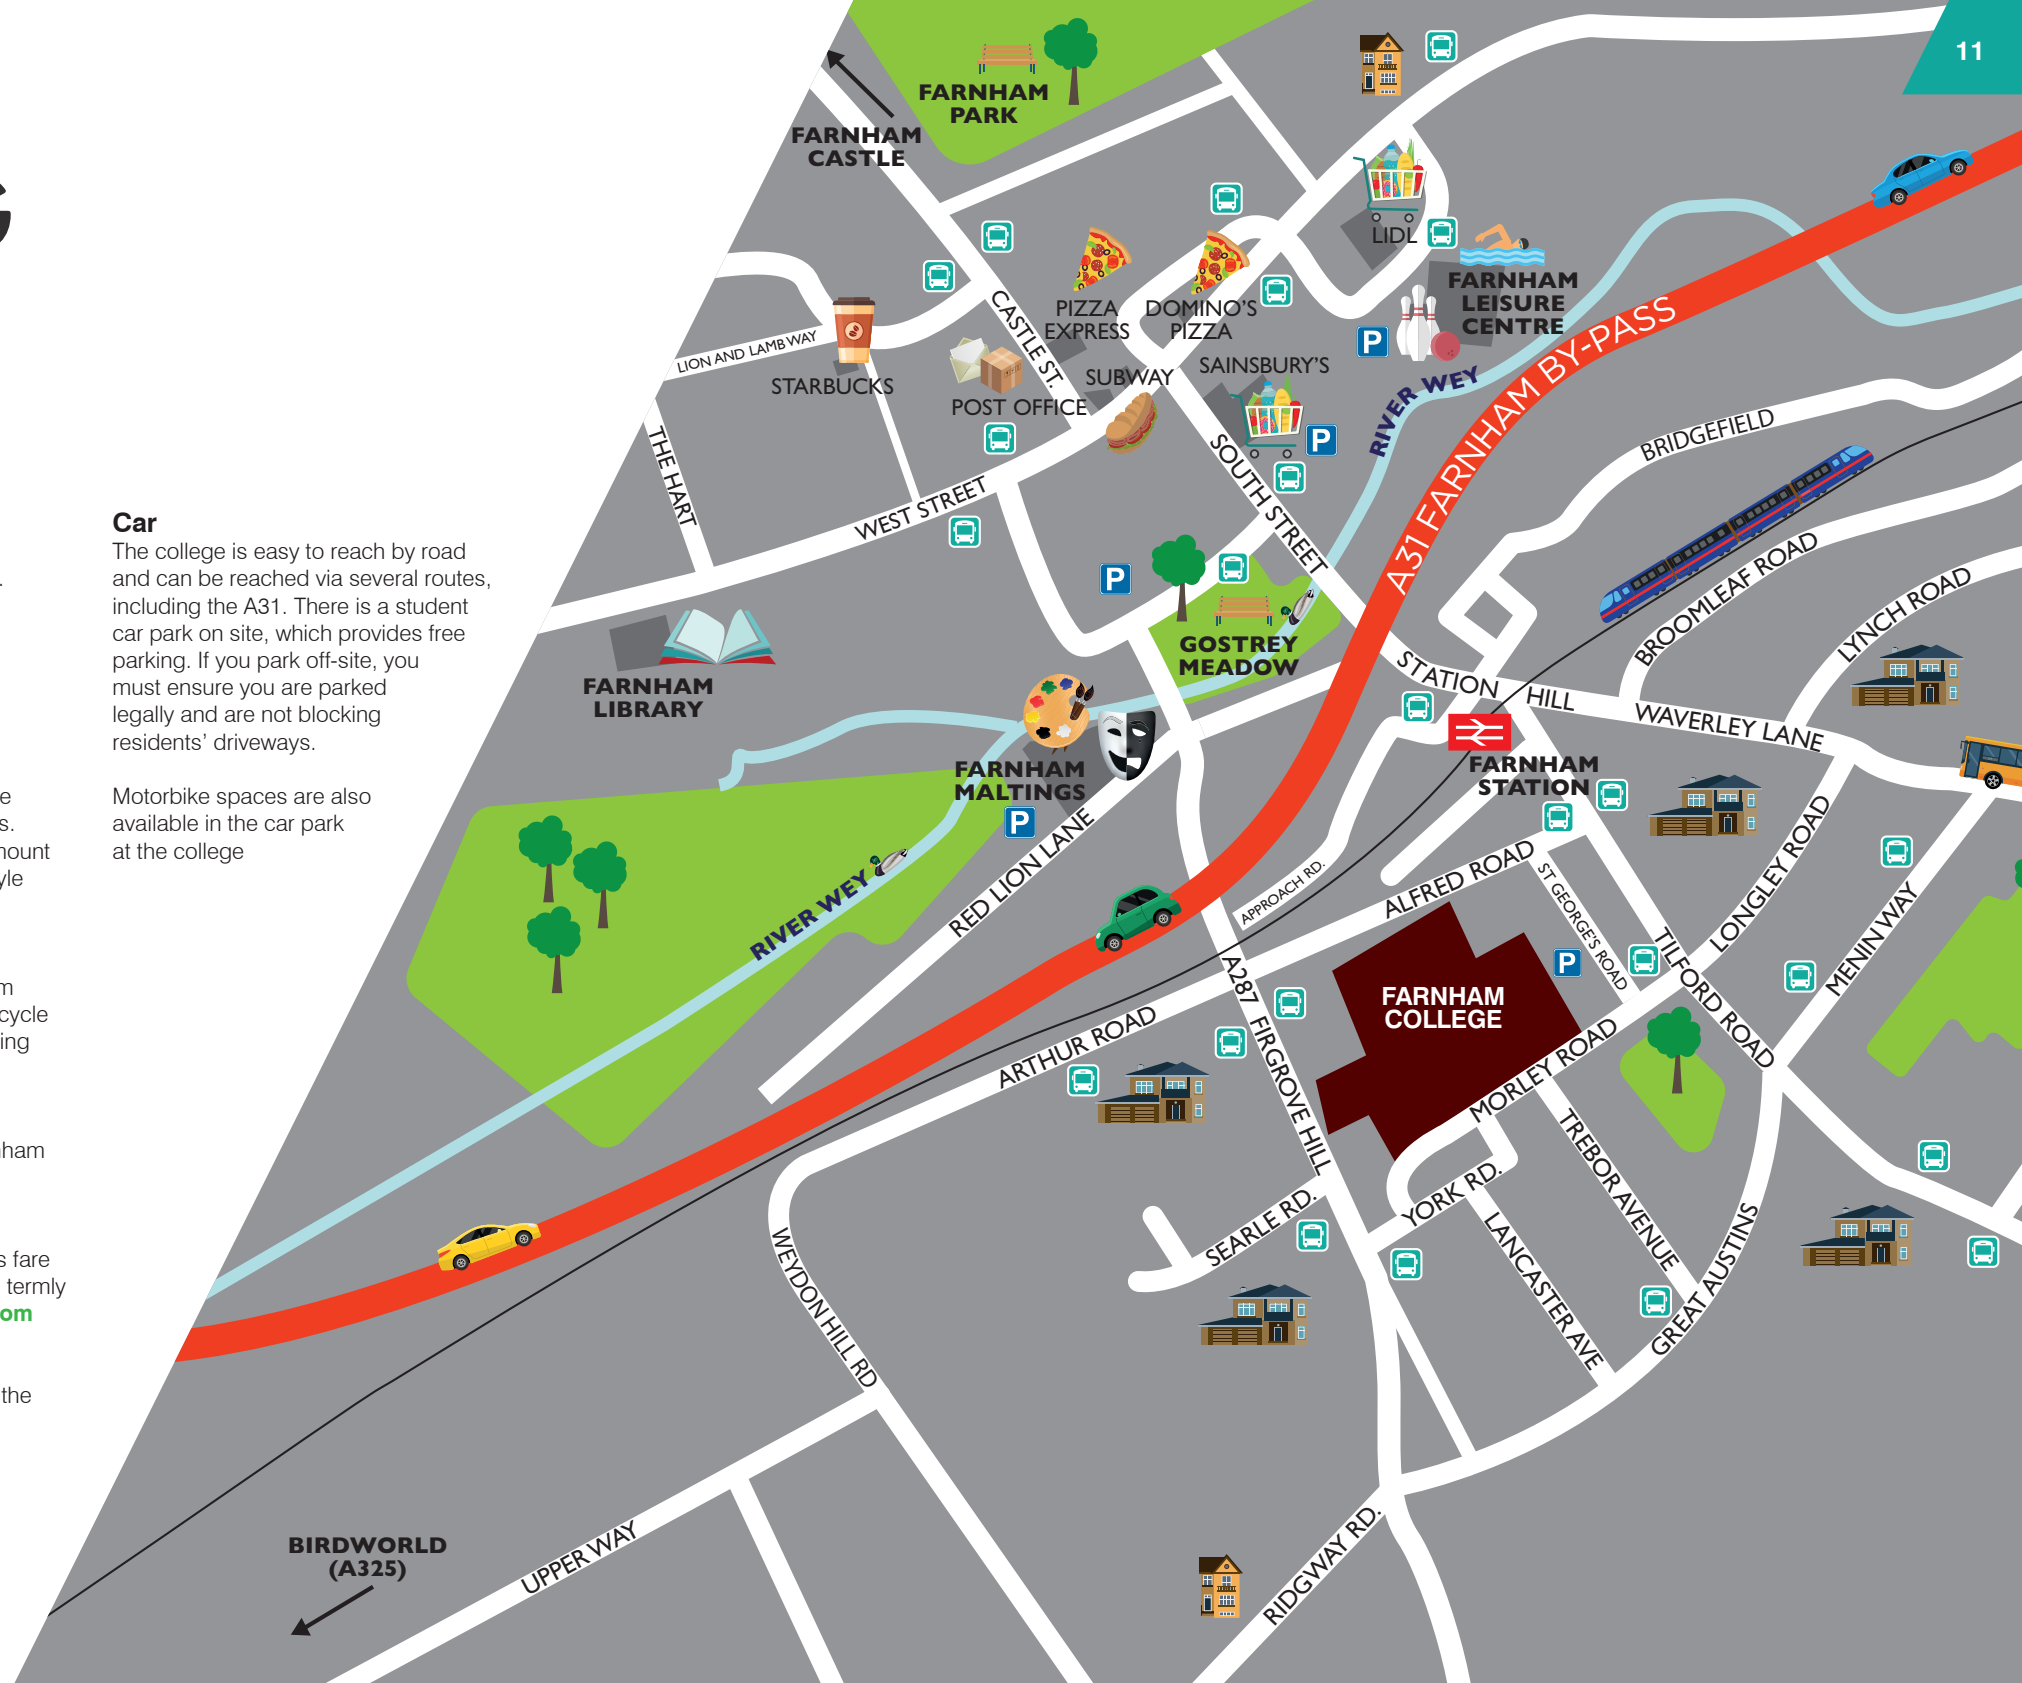 11
Car
The college is easy to reach by road
and can be reached via several routes,
including the A31. There is a student
car park on site, which provides free
parking. If you park off-site, you
must ensure you are parked
legally and are not blocking
residents’ driveways.
Motorbike spaces are also
available in the car park
at the college
cycle
s fare
termly
the
FARNHAM
PARK
FARNHAM
CASTLE
LIDL
FARNHAM
LEISURE
CENTRE
PIZZA
EXPRESS
DOMINO’S
PIZZA
CASTLE ST.
LION AND LAMB WAY
STARBUCKS
POST OFFICE
SUBWAY
SAINSBURY’S
P
P
RIVER WEY
A31 FARNHAM BY-PASS
BRIDGEFIELD
THE HART
WEST STREET
SOUTH STREET
P
BROOMLEAF ROAD
LYNCH ROAD
GOSTREY
MEADOW
FARNHAM
LIBRARY
STATION HILL
WAVERLEY LANE
FARNHAM
STATION
FARNHAM
MALTINGS
P
RED LION LANE
RIVER WEY
APPROACH RD.
ALFRED ROAD
ST GEORGE’S ROAD
LONGLEY ROAD
MENIN WAY
TILFORD ROAD
P
FARNHAM
COLLEGE
A287 FIRGROVE HILL
ARTHUR ROAD
MORLEY ROAD
TREBOR AVENUE
YORK RD.
SEARLE RD.
LANCASTER AVE
GREAT AUSTINS
WEYDON HILL RD
UPPER WAY
RIDGWAY RD.
BIRDWORLD
(A325)